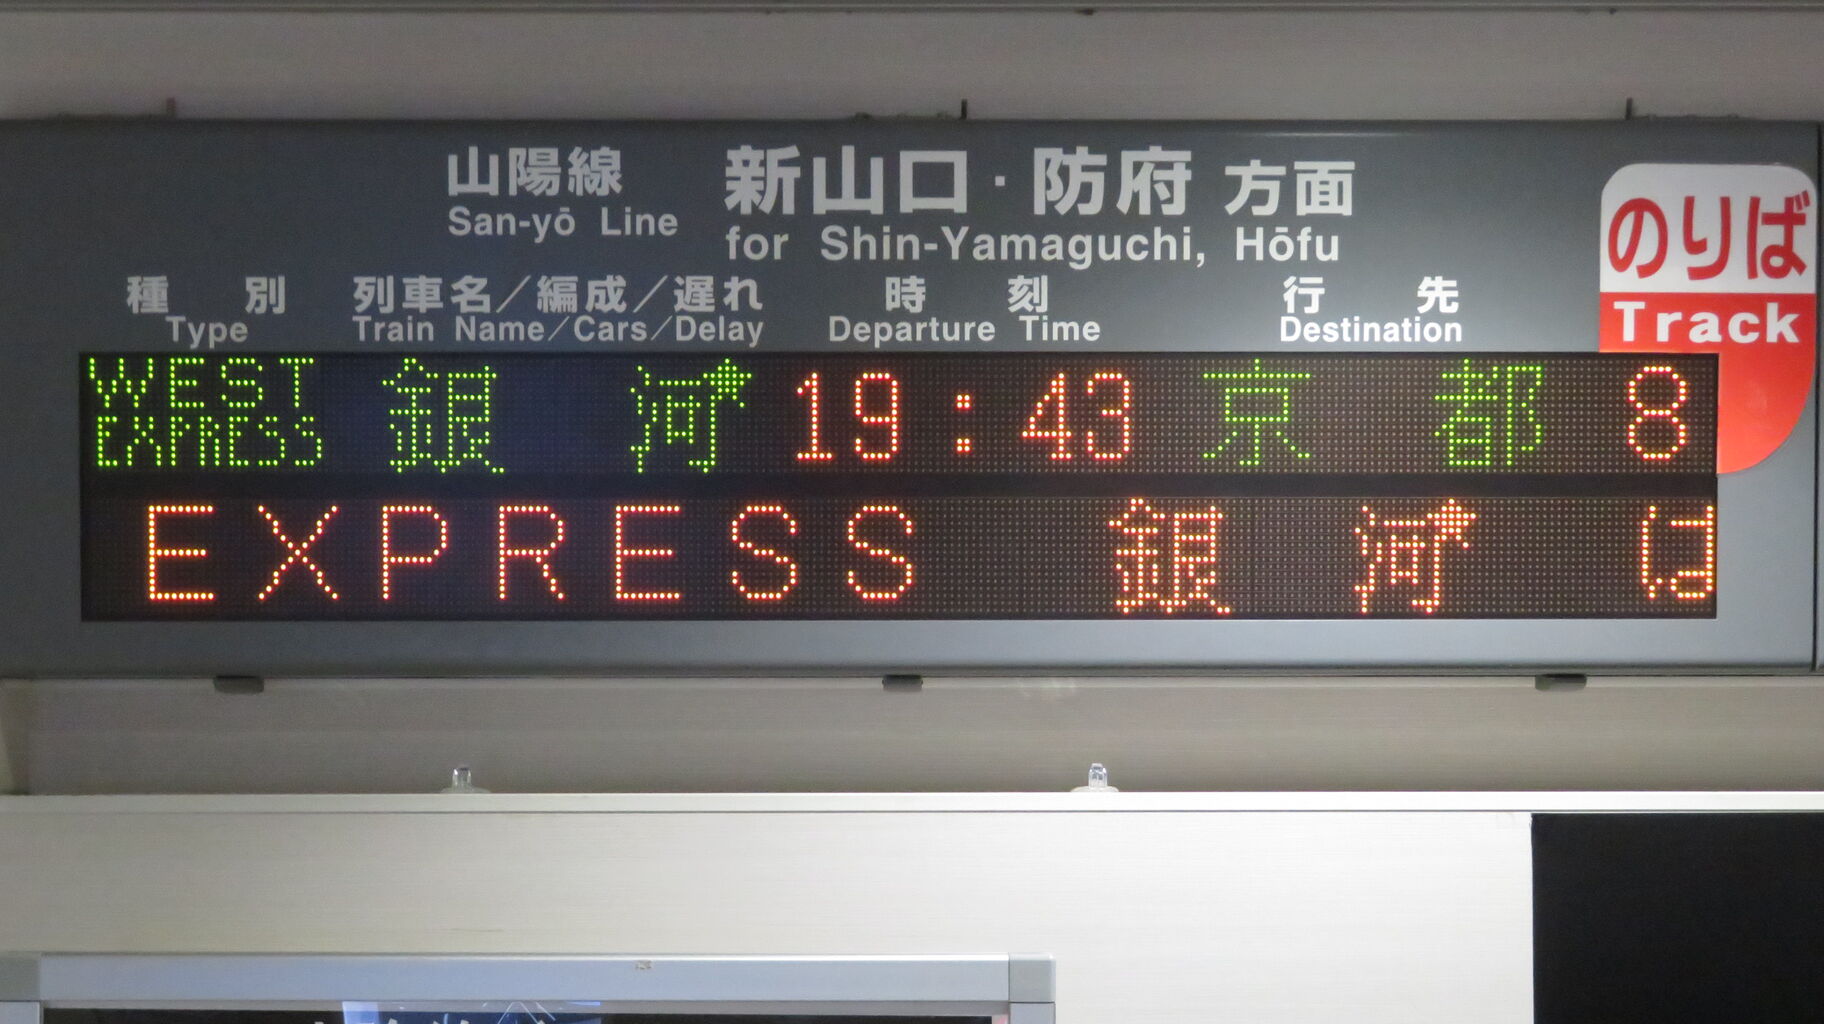 山陽線 新山口・防府 方面
San-yō Line for Shin-Yamaguchi, Hōfu
のりば
種別 列車名／編成／遅れ 時刻 行先
Type Train Name/Cars/Delay Departure Time Destination
Track
WEST EXPRESS 銀河 19:43 京都 8
EXPRESS 銀河 は